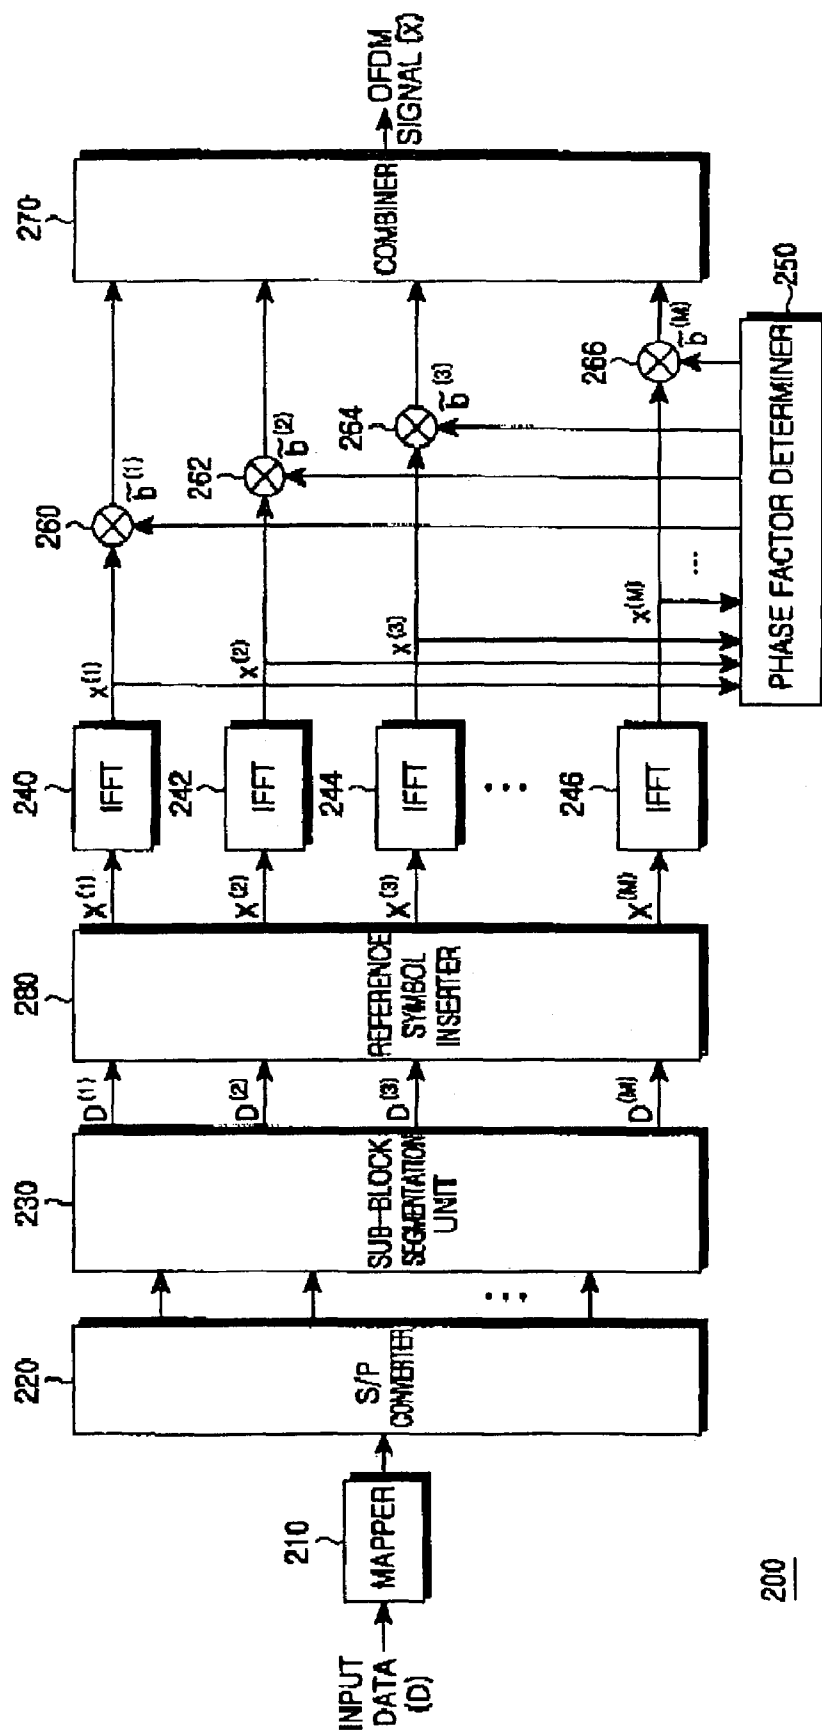 INPUT
DATA
(D)
210
MAPPER
220
S/P
CONVERTER
...
230
SUB-BLOCK
SEGMENTATION
UNIT
D(1)
D(2)
D(3)
D(M)
280
REFERENCE
SYMBOL
INSERTER
X(1)
X(2)
X(3)
X(M)
240
IFFT
242
IFFT
244
IFFT
...
246
IFFT
x(1)
x(2)
x(3)
x(M)
...
260
b̃(1)
262
b̃(2)
264
b̃(3)
266
b̃(M)
PHASE FACTOR DETERMINER
250
270
COMBINER
OFDM
SIGNAL (x̃)
200